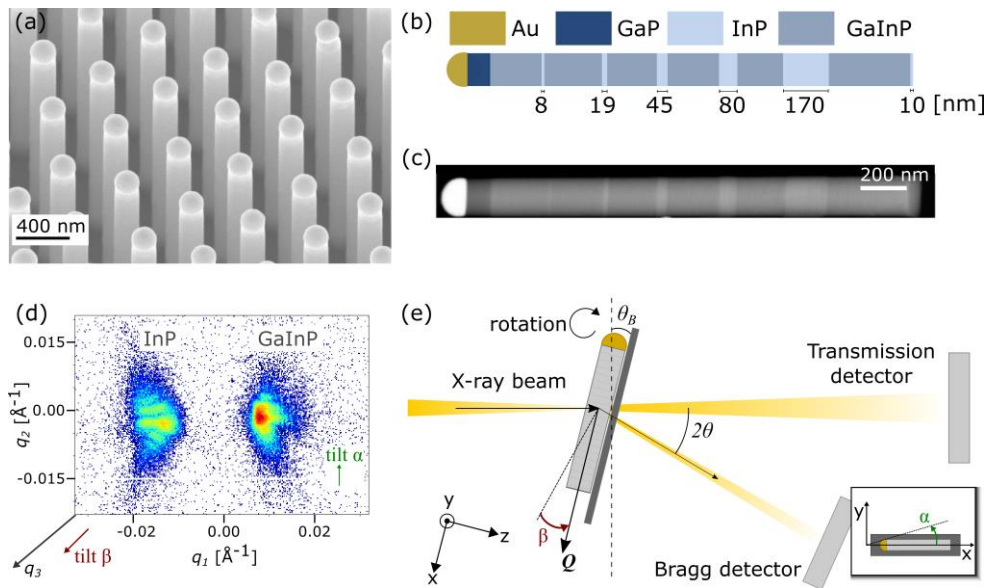 (a)
400 nm
(b)
Au GaP InP GaInP
8 19 45 80 170 10 [nm]
(c)
200 nm
(d)
InP GaInP
0.015
0.00
-0.015
q₂ [Å⁻¹]
tilt α
-0.02 0.00 0.02
q₁ [Å⁻¹]
q₃
tilt β
(e)
θ_B
rotation
X-ray beam
Transmission
detector
2θ
y
z
x
β
Q
Bragg detector
y
α
x